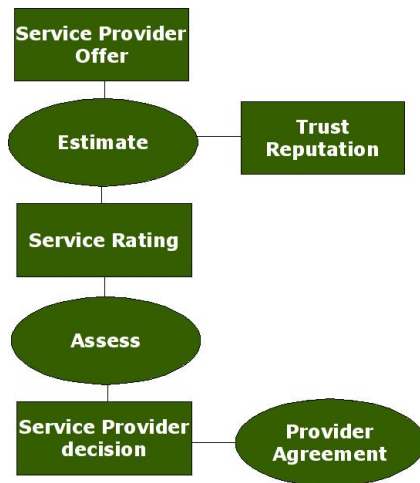 Service Provider
Offer
Estimate
Trust
Reputation
Service Rating
Assess
Service Provider
decision
Provider
Agreement